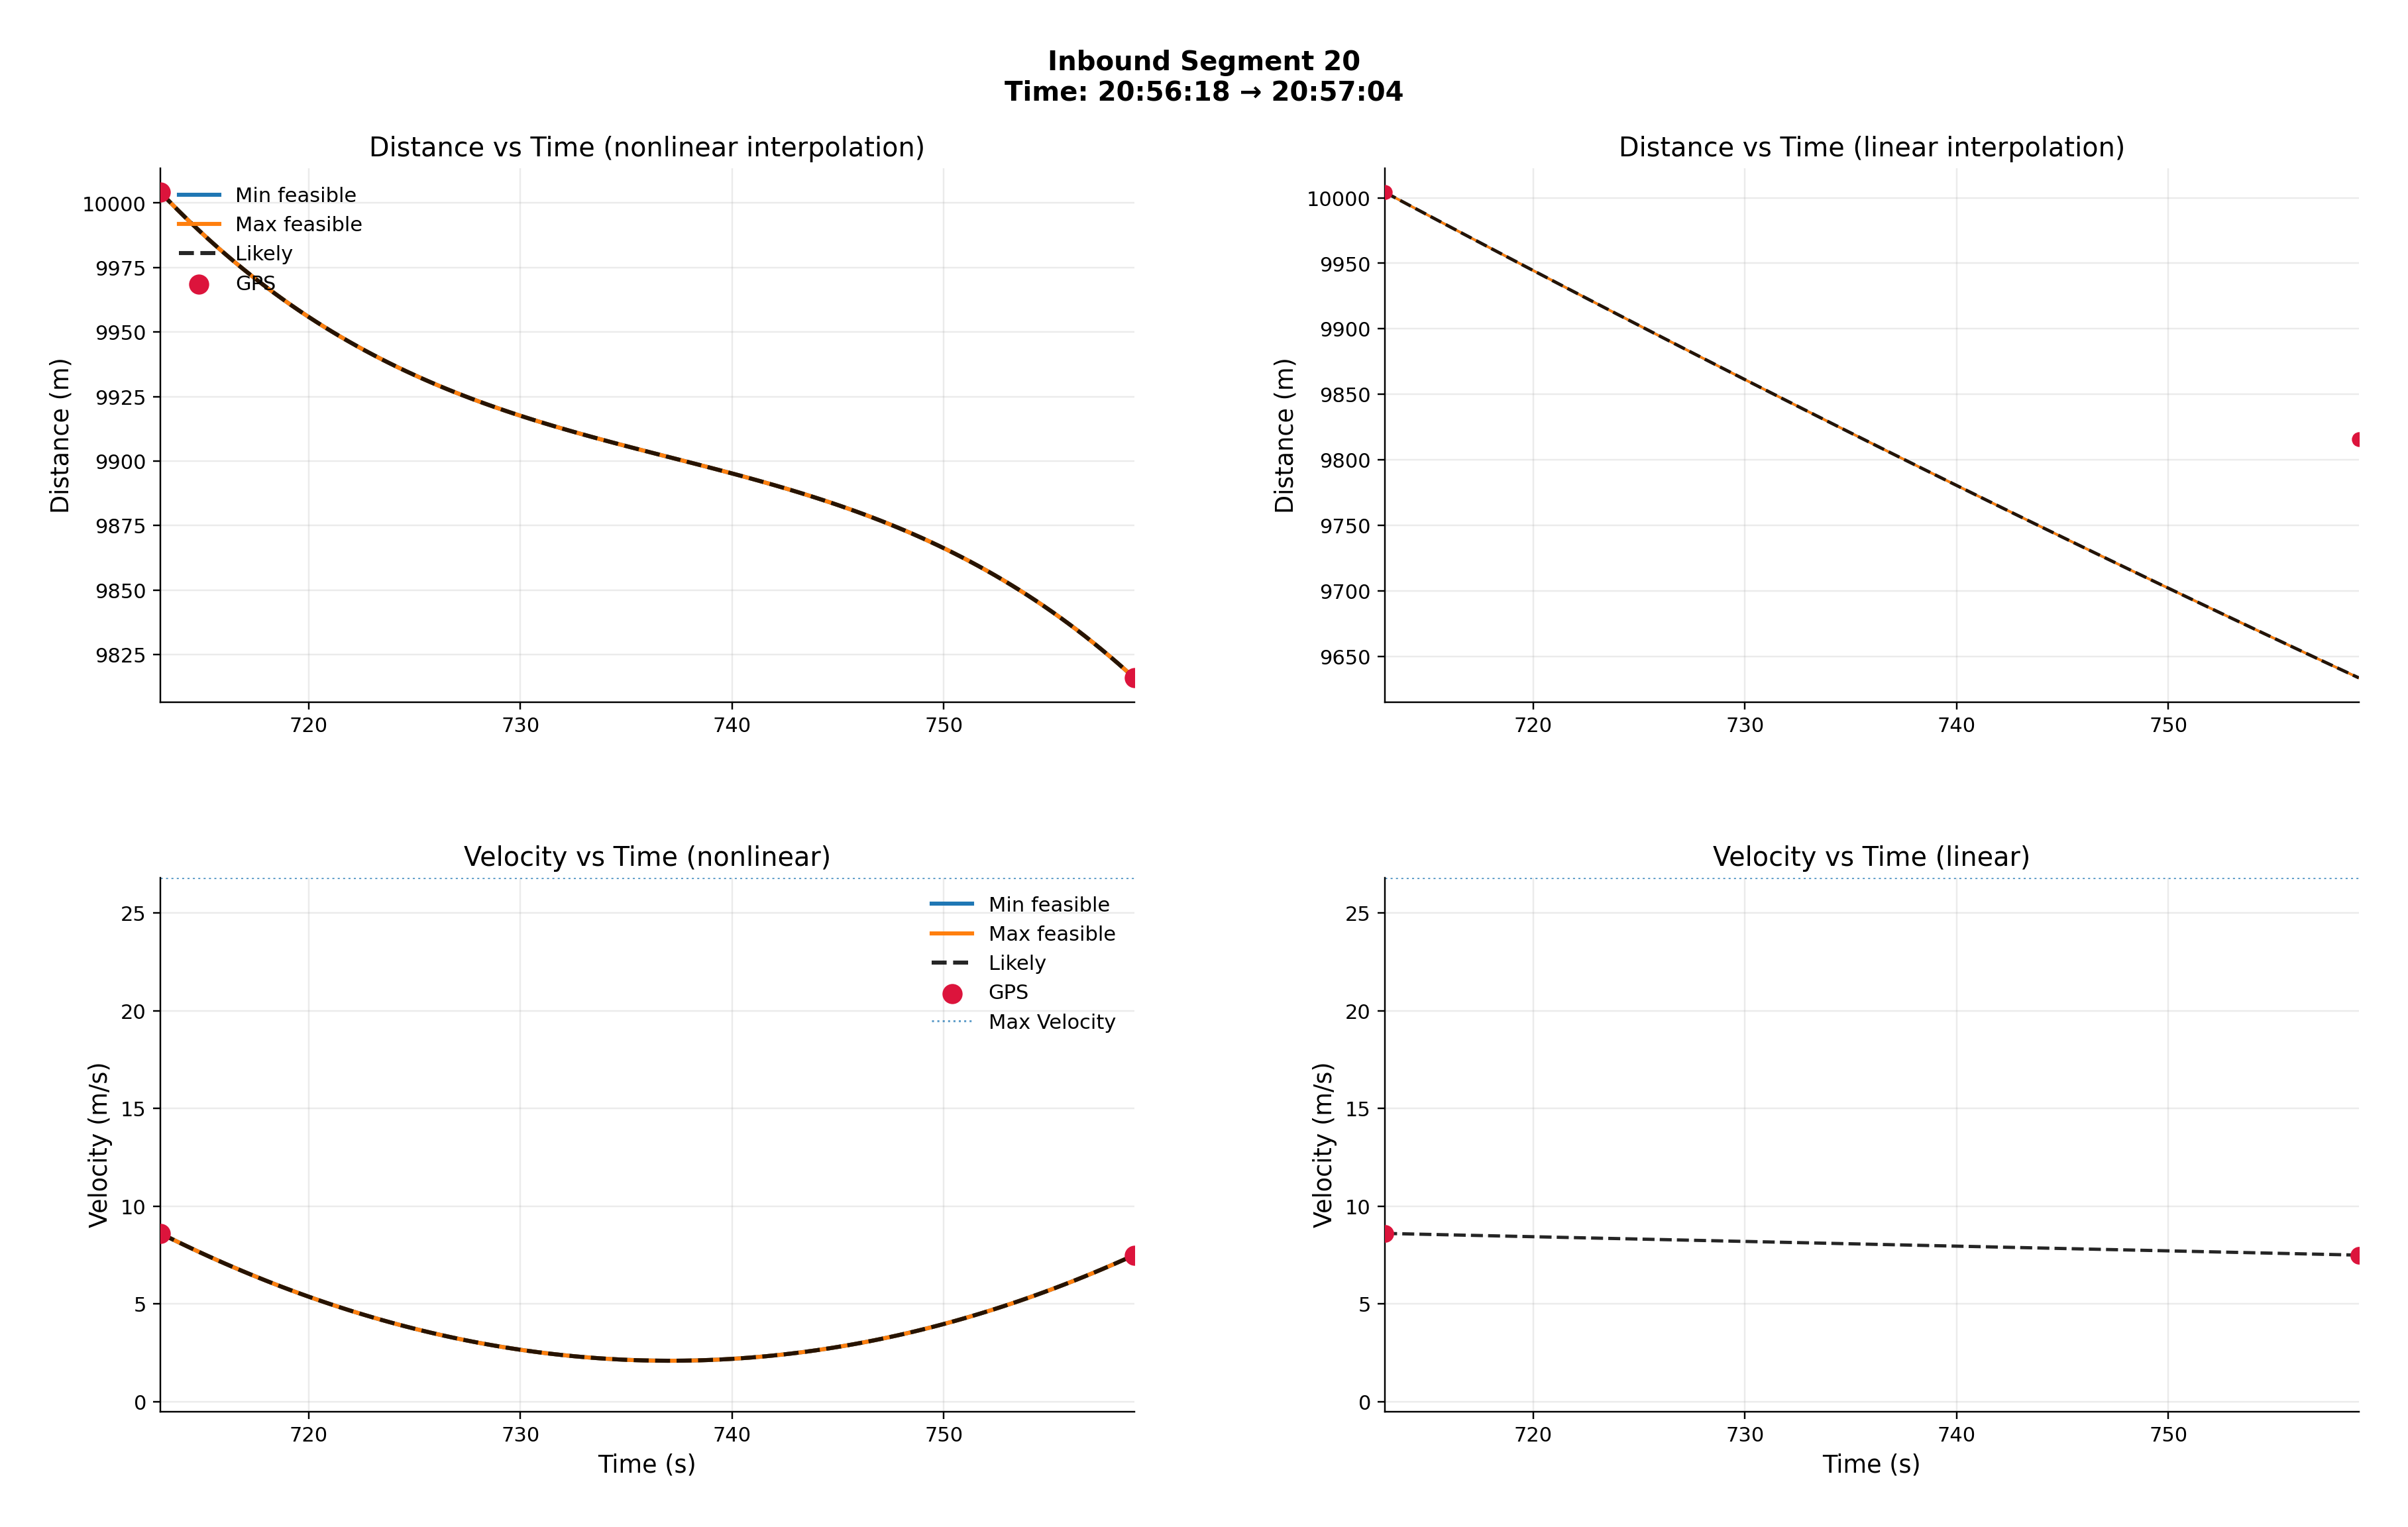 Inbound Segment 20
Time: 20:56:18 → 20:57:04
Distance vs Time (nonlinear interpolation)
Distance (m)
10000
9975
9950
9925
9900
9875
9850
9825
Min feasible
Max feasible
Likely
GPS
720 730 740 750
Distance vs Time (linear interpolation)
Distance (m)
10000
9950
9900
9850
9800
9750
9700
9650
720 730 740 750
Velocity vs Time (nonlinear)
Velocity (m/s)
25
20
15
10
5
0
Min feasible
Max feasible
Likely
GPS
Max Velocity
720 730 740 750
Time (s)
Velocity vs Time (linear)
Velocity (m/s)
25
20
15
10
5
0
720 730 740 750
Time (s)